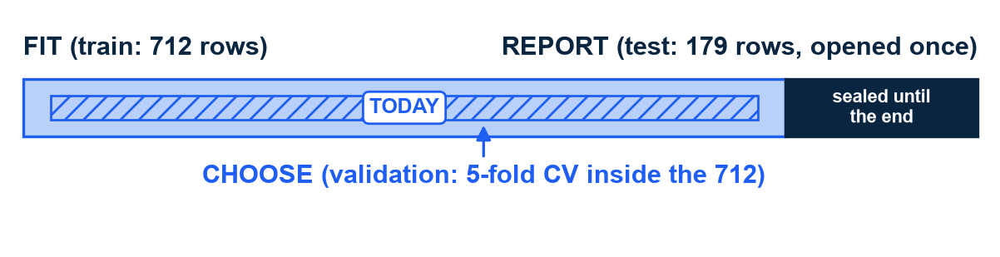 FIT (train: 712 rows)
REPORT (test: 179 rows, opened once)
TODAY
sealed until
the end
CHOOSE (validation: 5-fold CV inside the 712)